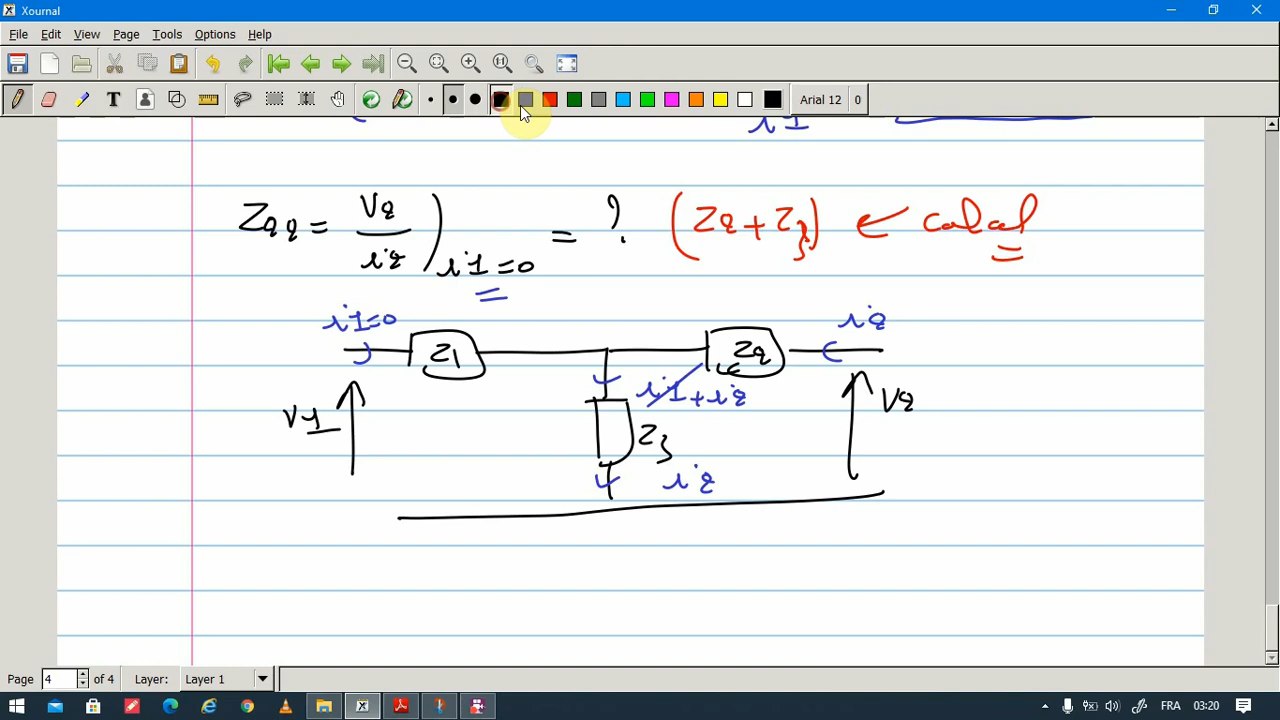 Xournal
File Edit View Page Tools Options Help
Arial 12 0
i1
Z22 = V2 / i2 ) i1=0 = ? (Z2 + Z3) ← calcul
i1=0
i2
Z1
Z2
i1+i2
V1
V2
Z3
i2
Page 4 of 4 Layer: Layer 1
FRA 03:20